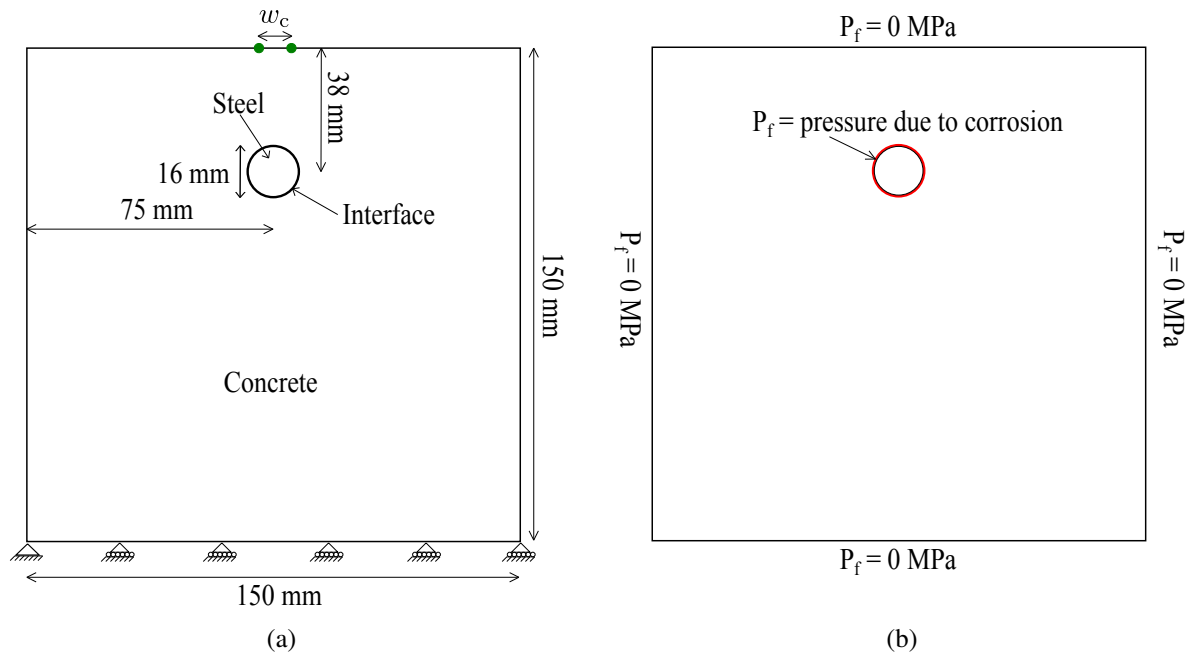 w_c
38 mm
Steel
16 mm
Interface
75 mm
150 mm
Concrete
150 mm
(a)
P_f = 0 MPa
P_f = pressure due to corrosion
P_f = 0 MPa
P_f = 0 MPa
P_f = 0 MPa
(b)